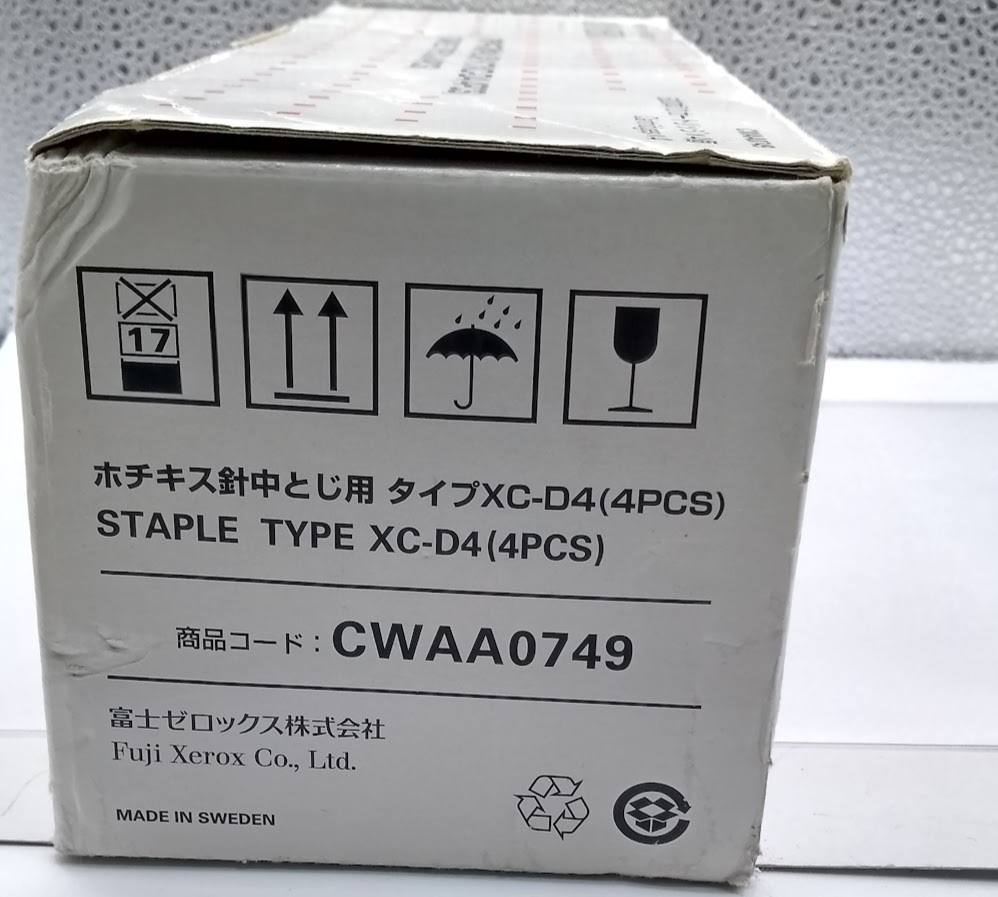 17
ホチキス針中とじ用 タイプXC-D4(4PCS)
STAPLE TYPE XC-D4(4PCS)
商品コード : CWAA0749
富士ゼロックス株式会社
Fuji Xerox Co., Ltd.
MADE IN SWEDEN